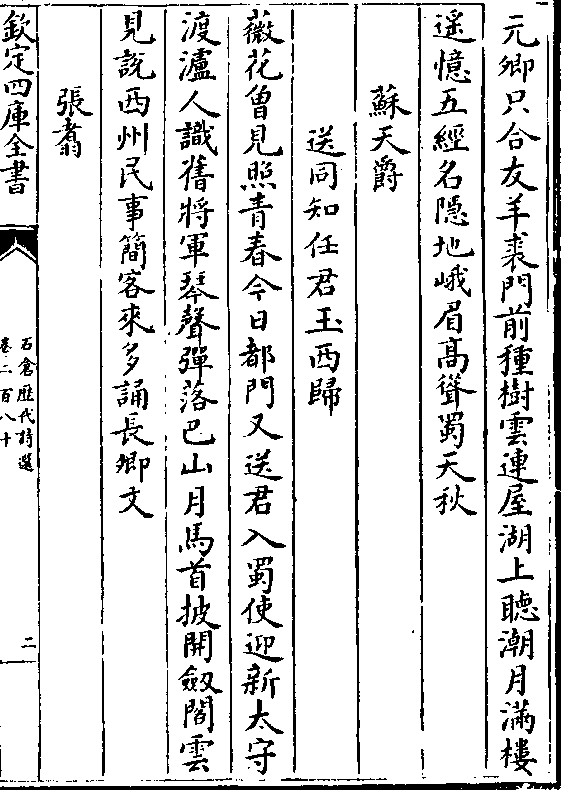 元卿只合友羊裘門前種樹雲連屋湖上聽潮月滿樓
遥憶五經名隠地峨眉髙聳蜀天秋
蘇天爵
送同知任君玉西歸
薇花曽見照青春今日都門又送君入蜀使迎新太守
渡瀘人識舊將軍琴聲彈落巴山月馬首披開劔閣雲
見説西州民事簡客來多誦長卿文
張翥
欽定四庫全書
石倉歴代詩選
卷二百八十
二